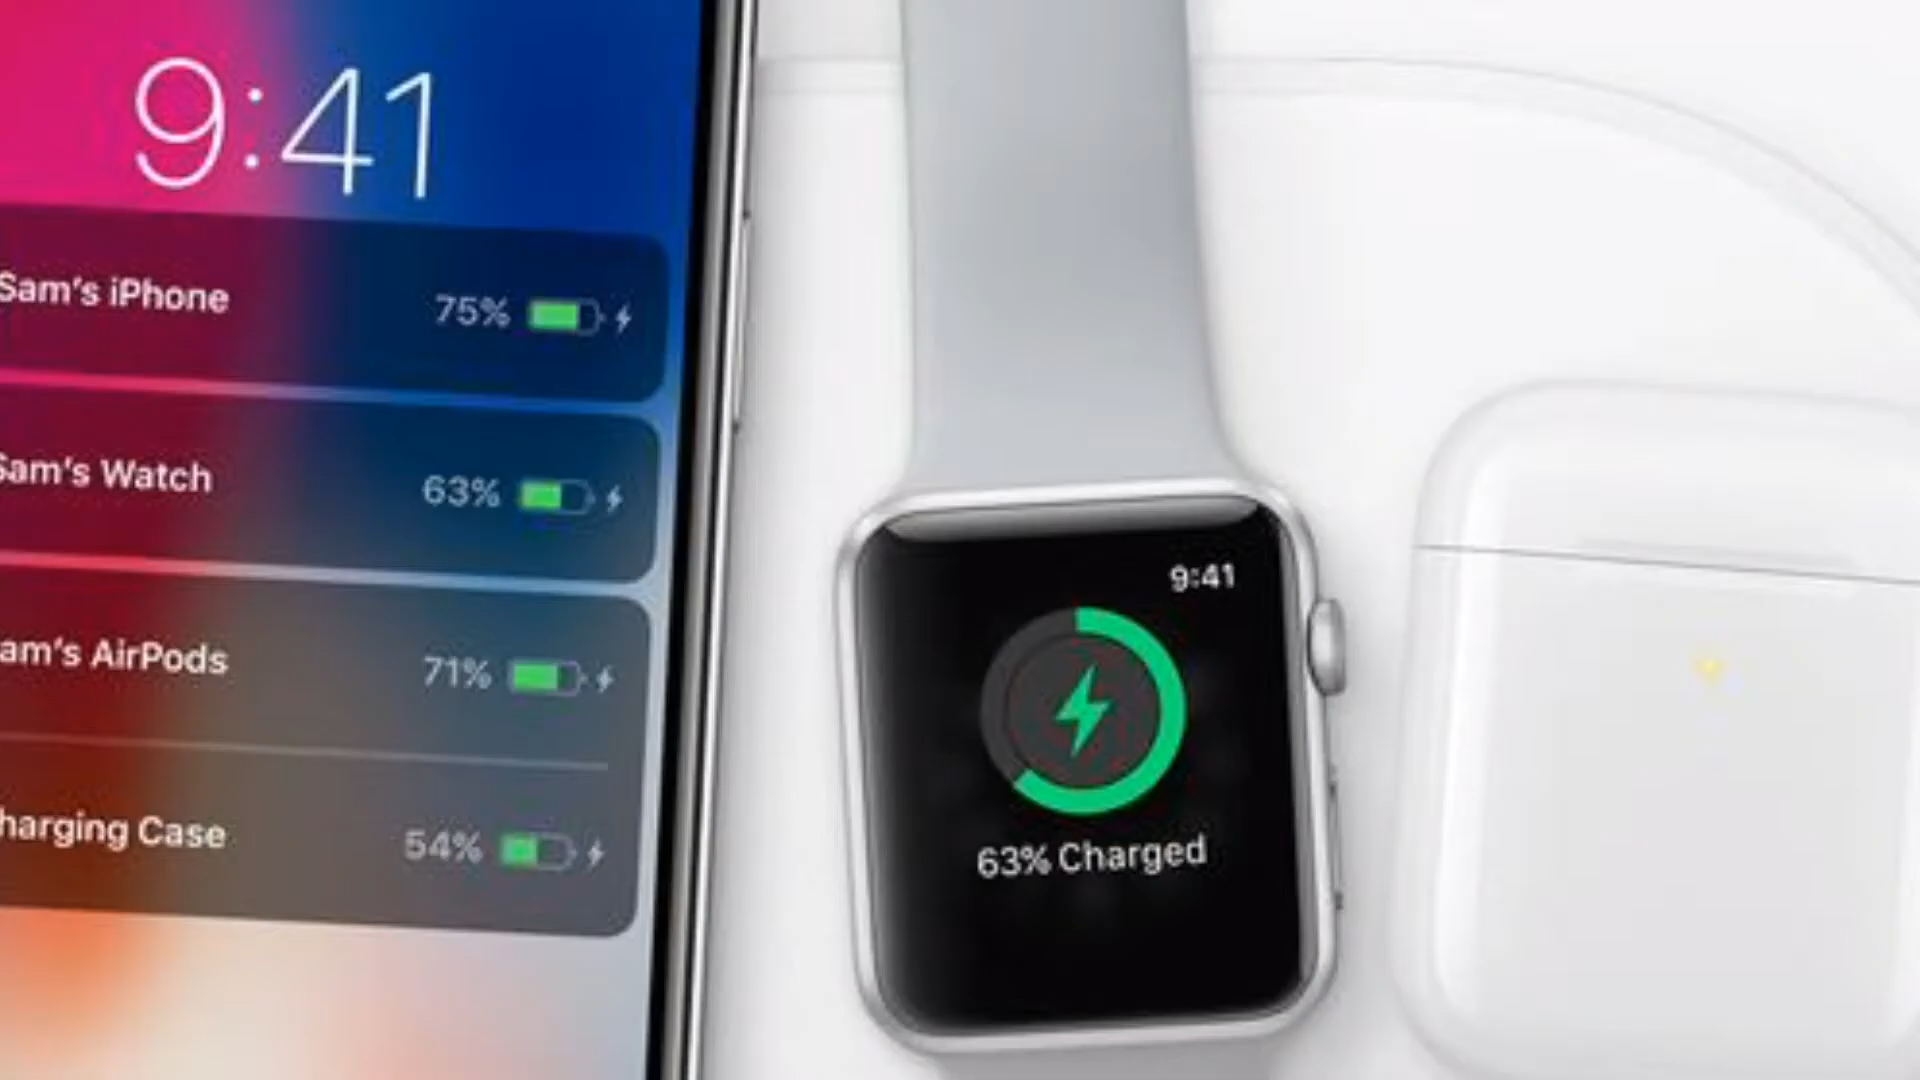 9:41
Sam's iPhone 75%
Sam's Watch 63%
am's AirPods 71%
harging Case 54%
9:41
63% Charged